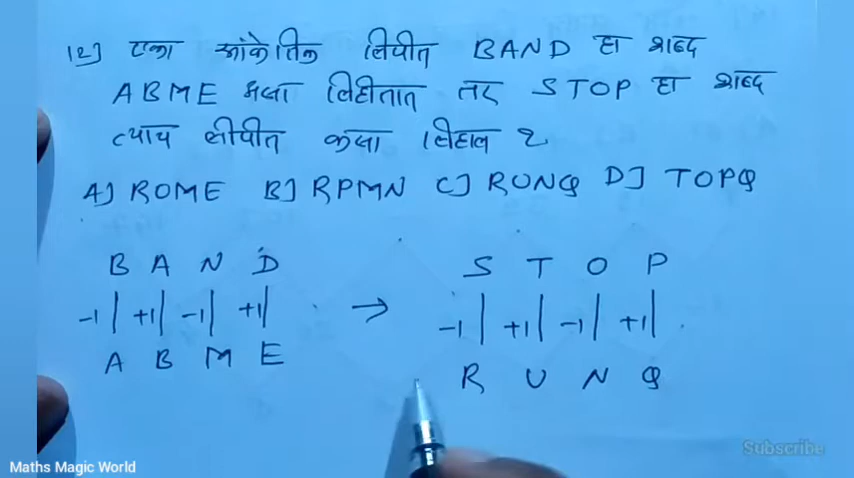 12] एका सांकेतिक लिपीत BAND हा शब्द
ABME असा लिहीतात तर STOP हा शब्द
त्याच लीपीत कसा लिहाल ?
A] ROME B] RPMN C] RUNQ D] TOPQ
B A N D S T O P
-1| +1| -1| +1| → -1| +1| -1| +1|
A B M E R U N Q
Subscribe
Maths Magic World